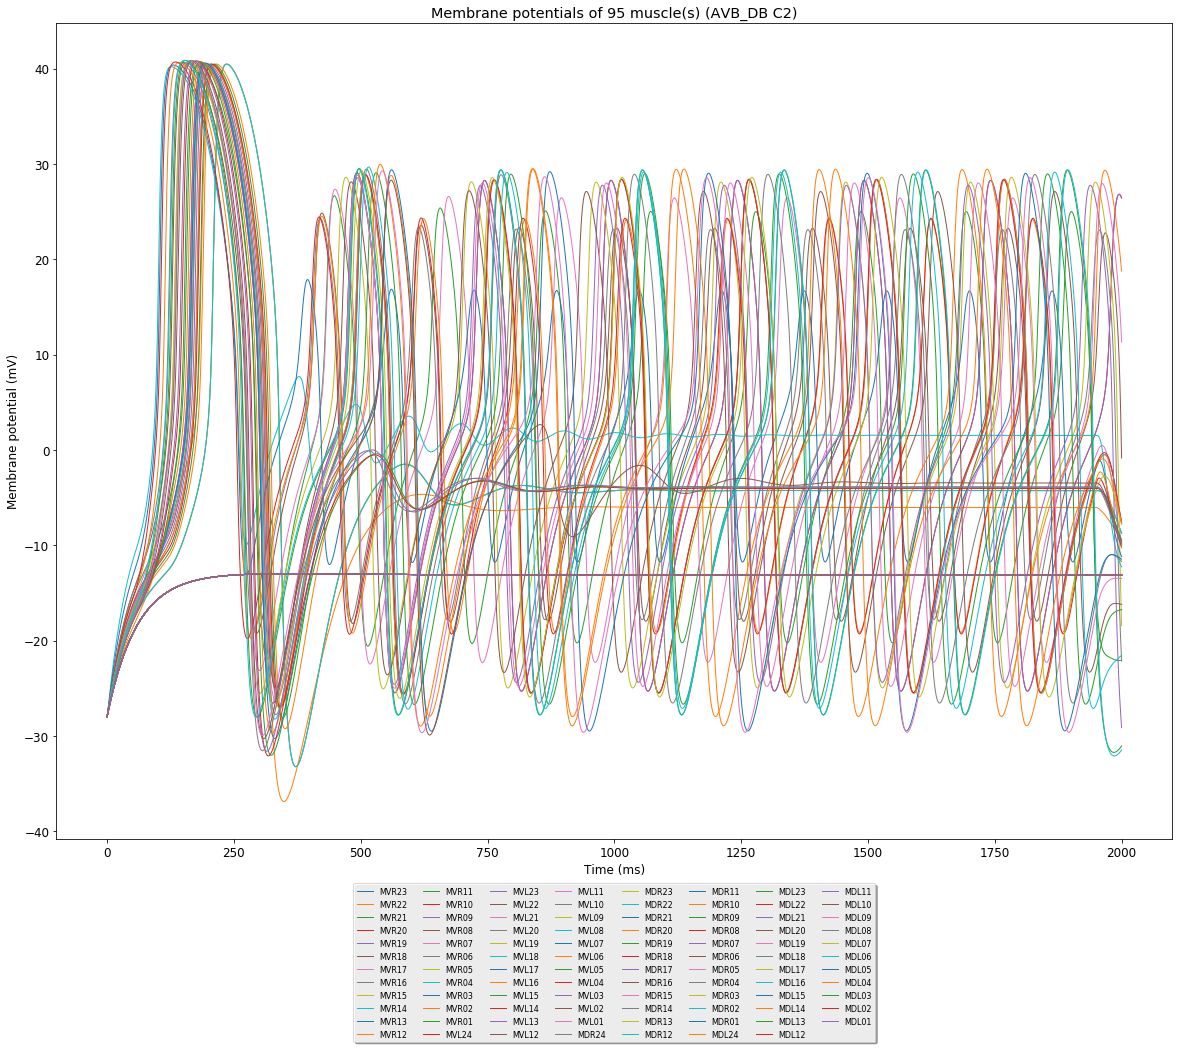 Membrane potentials of 95 muscle(s) (AVB_DB C2)
Membrane potential (mV)
40
30
20
10
0
−10
−20
−30
−40
0 250 500 750 1000 1250 1500 1750 2000
Time (ms)
MVR23 MVR11 MVL23 MVL11 MDR23 MDR11 MDL23 MDL11
MVR22 MVR10 MVL22 MVL10 MDR22 MDR10 MDL22 MDL10
MVR21 MVR09 MVL21 MVL09 MDR21 MDR09 MDL21 MDL09
MVR20 MVR08 MVL20 MVL08 MDR20 MDR08 MDL20 MDL08
MVR19 MVR07 MVL19 MVL07 MDR19 MDR07 MDL19 MDL07
MVR18 MVR06 MVL18 MVL06 MDR18 MDR06 MDL18 MDL06
MVR17 MVR05 MVL17 MVL05 MDR17 MDR05 MDL17 MDL05
MVR16 MVR04 MVL16 MVL04 MDR16 MDR04 MDL16 MDL04
MVR15 MVR03 MVL15 MVL03 MDR15 MDR03 MDL15 MDL03
MVR14 MVR02 MVL14 MVL02 MDR14 MDR02 MDL14 MDL02
MVR13 MVR01 MVL13 MVL01 MDR13 MDR01 MDL13 MDL01
MVR12 MVL24 MVL12 MDR24 MDR12 MDL24 MDL12